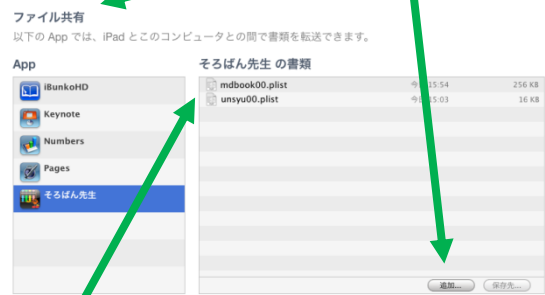 ファイル共有
以下の App では、iPad とこのコンピュータとの間で書類を転送できます。
App
そろばん先生 の書類
iBunkoHD
Keynote
Numbers
Pages
そろばん先生
mdbook00.plist 今日 15:54 256 KB
unsyu00.plist 15:03 16 KB
追加...
保存先...